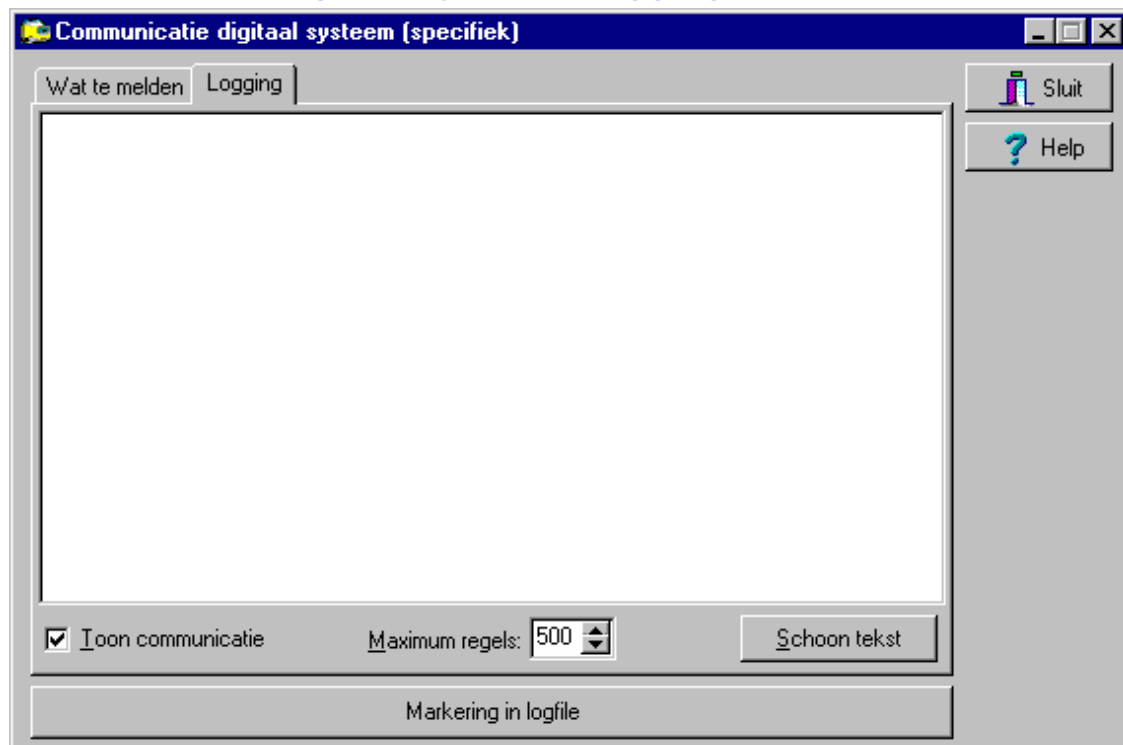 Communicatie digitaal systeem (specifiek)
Wat te melden Logging
Sluit
Help
Toon communicatie Maximum regels: 500 Schoon tekst
Markering in logfile